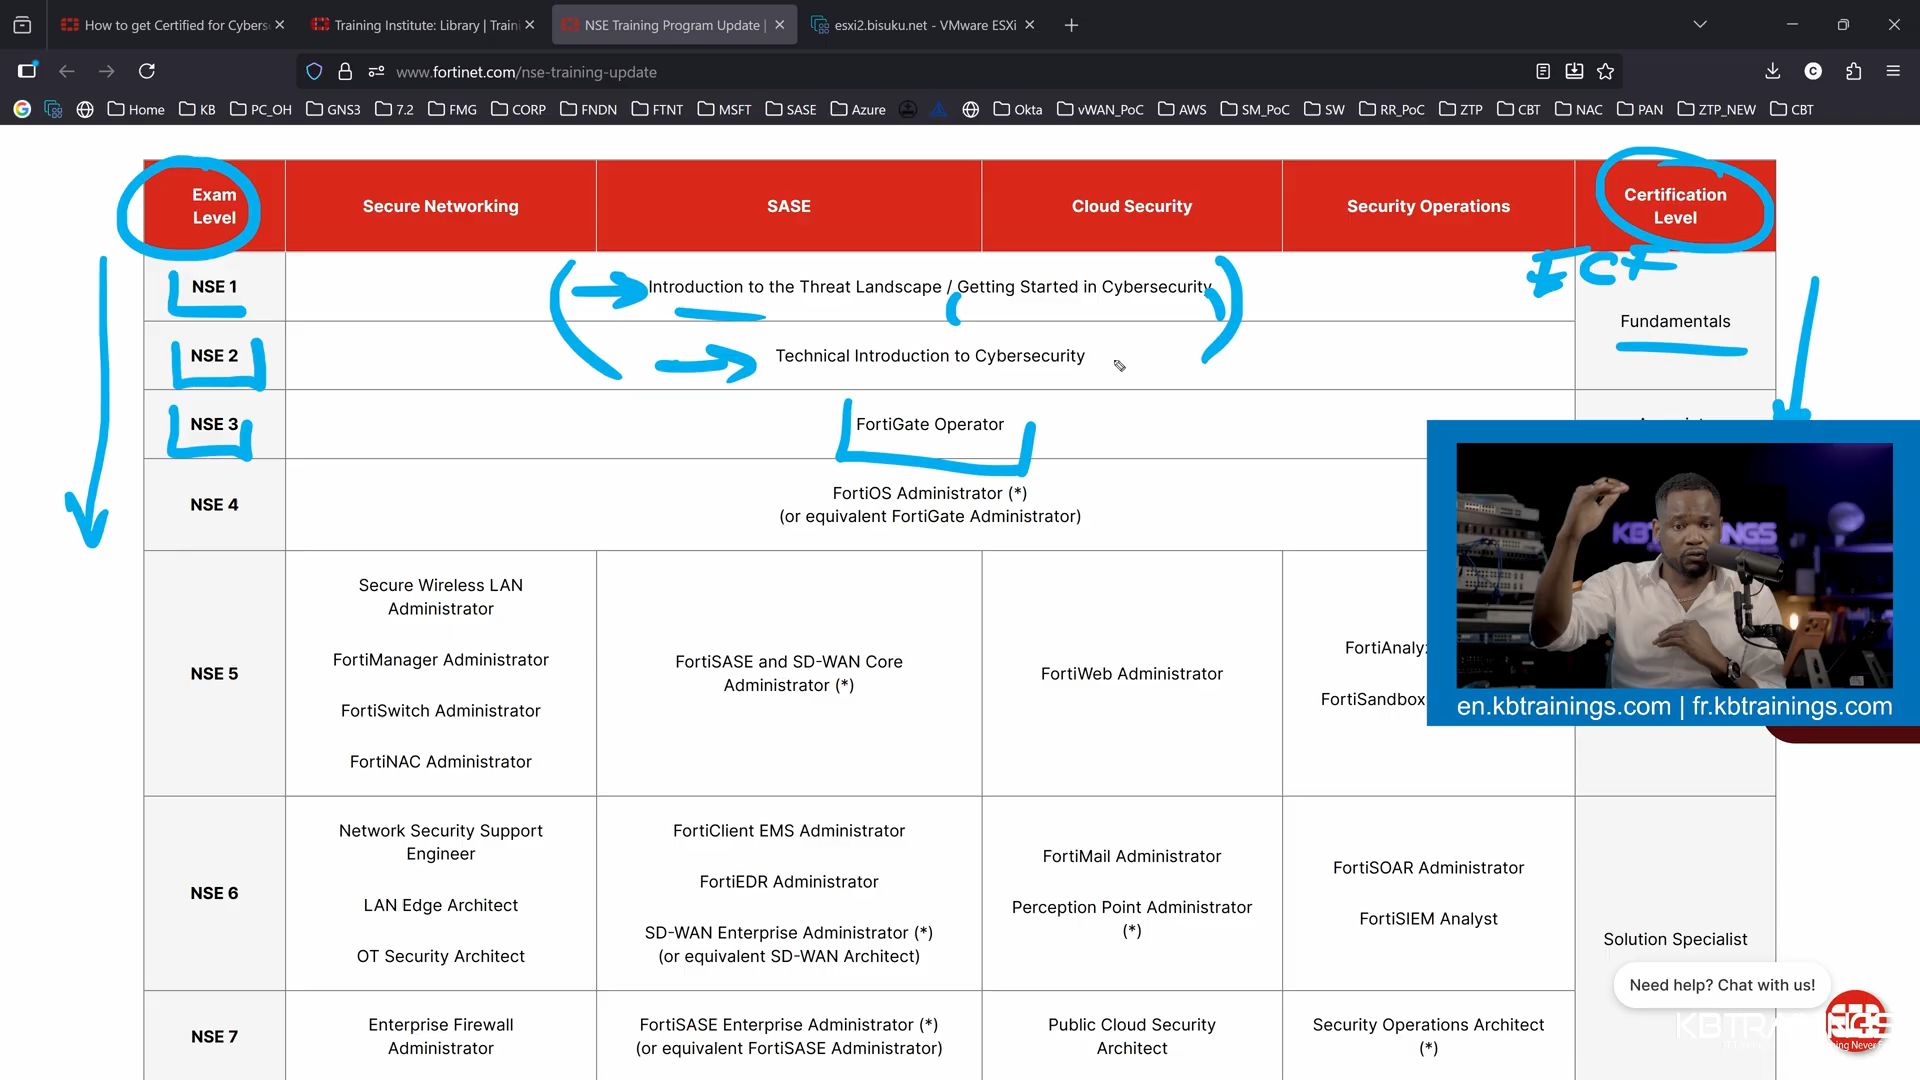 How to get Certified for Cybers
Training Institute: Library | Traini
NSE Training Program Update |
esxi2.bisuku.net - VMware ESXi
www.fortinet.com/nse-training-update
Home KB PC_OH GNS3 7.2 FMG CORP FNDN FTNT MSFT SASE Azure Okta vWAN_PoC AWS SM_PoC SW RR_PoC ZTP CBT NAC PAN ZTP_NEW CBT
Exam
Level
Secure Networking
SASE
Cloud Security
Security Operations
Certification
Level
FCF
NSE 1
Introduction to the Threat Landscape / Getting Started in Cybersecurity
Fundamentals
NSE 2
Technical Introduction to Cybersecurity
NSE 3
FortiGate Operator
NSE 4
FortiOS Administrator (*)
(or equivalent FortiGate Administrator)
NSE 5
Secure Wireless LAN
Administrator
FortiManager Administrator
FortiSwitch Administrator
FortiNAC Administrator
FortiSASE and SD-WAN Core
Administrator (*)
FortiWeb Administrator
FortiAnaly
FortiSandbox
KBTRAININGS
en.kbtrainings.com | fr.kbtrainings.com
NSE 6
Network Security Support
Engineer
LAN Edge Architect
OT Security Architect
FortiClient EMS Administrator
FortiEDR Administrator
SD-WAN Enterprise Administrator (*)
(or equivalent SD-WAN Architect)
FortiMail Administrator
Perception Point Administrator
(*)
FortiSOAR Administrator
FortiSIEM Analyst
Solution Specialist
Need help? Chat with us!
NSE 7
Enterprise Firewall
Administrator
FortiSASE Enterprise Administrator (*)
(or equivalent FortiSASE Administrator)
Public Cloud Security
Architect
Security Operations Architect
(*)
KBTRAININGS